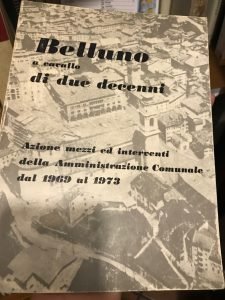 Belluno
a cavallo
di due decenni
Azione mezzi ed interventi
della Amministrazione Comunale
dal 1969 al 1973